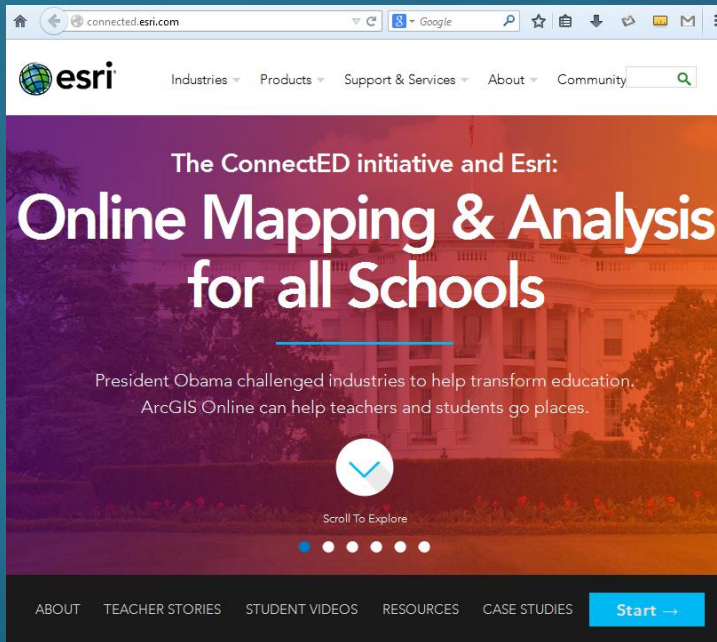 connected.esri.com
Google
esri
Industries Products Support & Services About Community
The ConnectED initiative and Esri:
Online Mapping & Analysis
for all Schools
President Obama challenged industries to help transform education.
ArcGIS Online can help teachers and students go places.
Scroll To Explore
ABOUT TEACHER STORIES STUDENT VIDEOS RESOURCES CASE STUDIES Start →